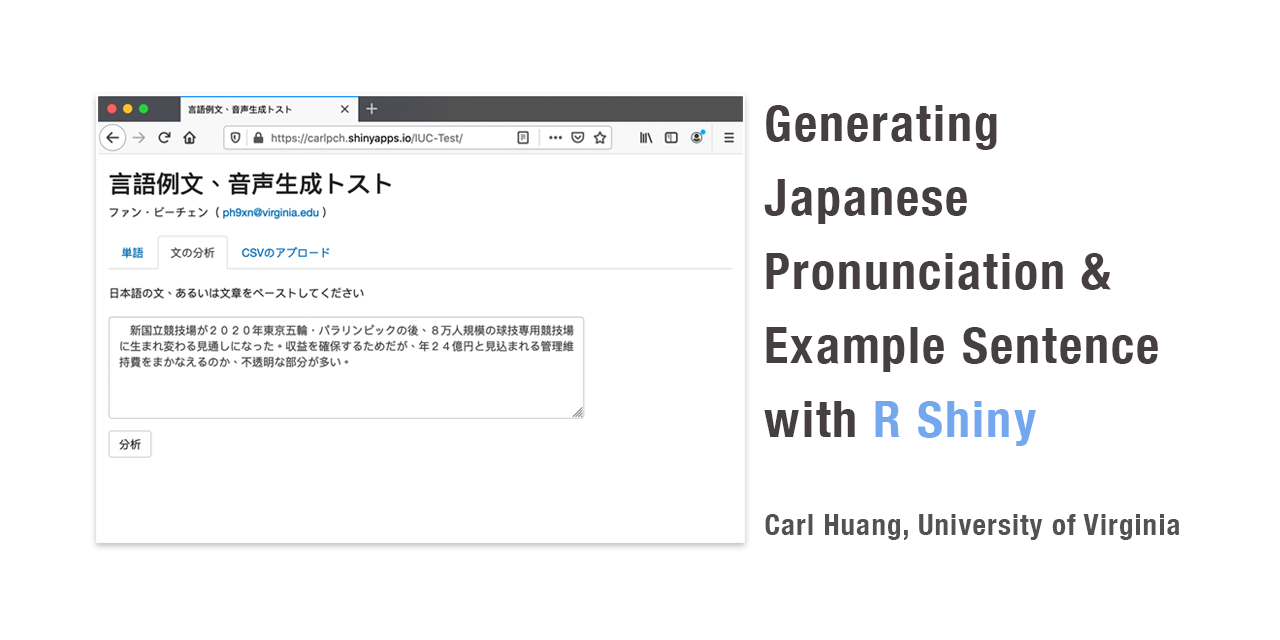 言語例文、音声生成トスト
https://carlpch.shinyapps.io/IUC-Test/
言語例文、音声生成トスト
ファン・ビーチェン ( ph9xn@virginia.edu )
単語 文の分析 CSVのアプロード
日本語の文、あるいは文章をペーストしてください
新国立競技場が２０２０年東京五輪・パラリンピックの後、８万人規模の球技専用競技場
に生まれ変わる見通しになった。収益を確保するためだが、年２４億円と見込まれる管理維
持費をまかなえるのか、不透明な部分が多い。
分析
Generating
Japanese
Pronunciation &
Example Sentence
with R Shiny
Carl Huang, University of Virginia